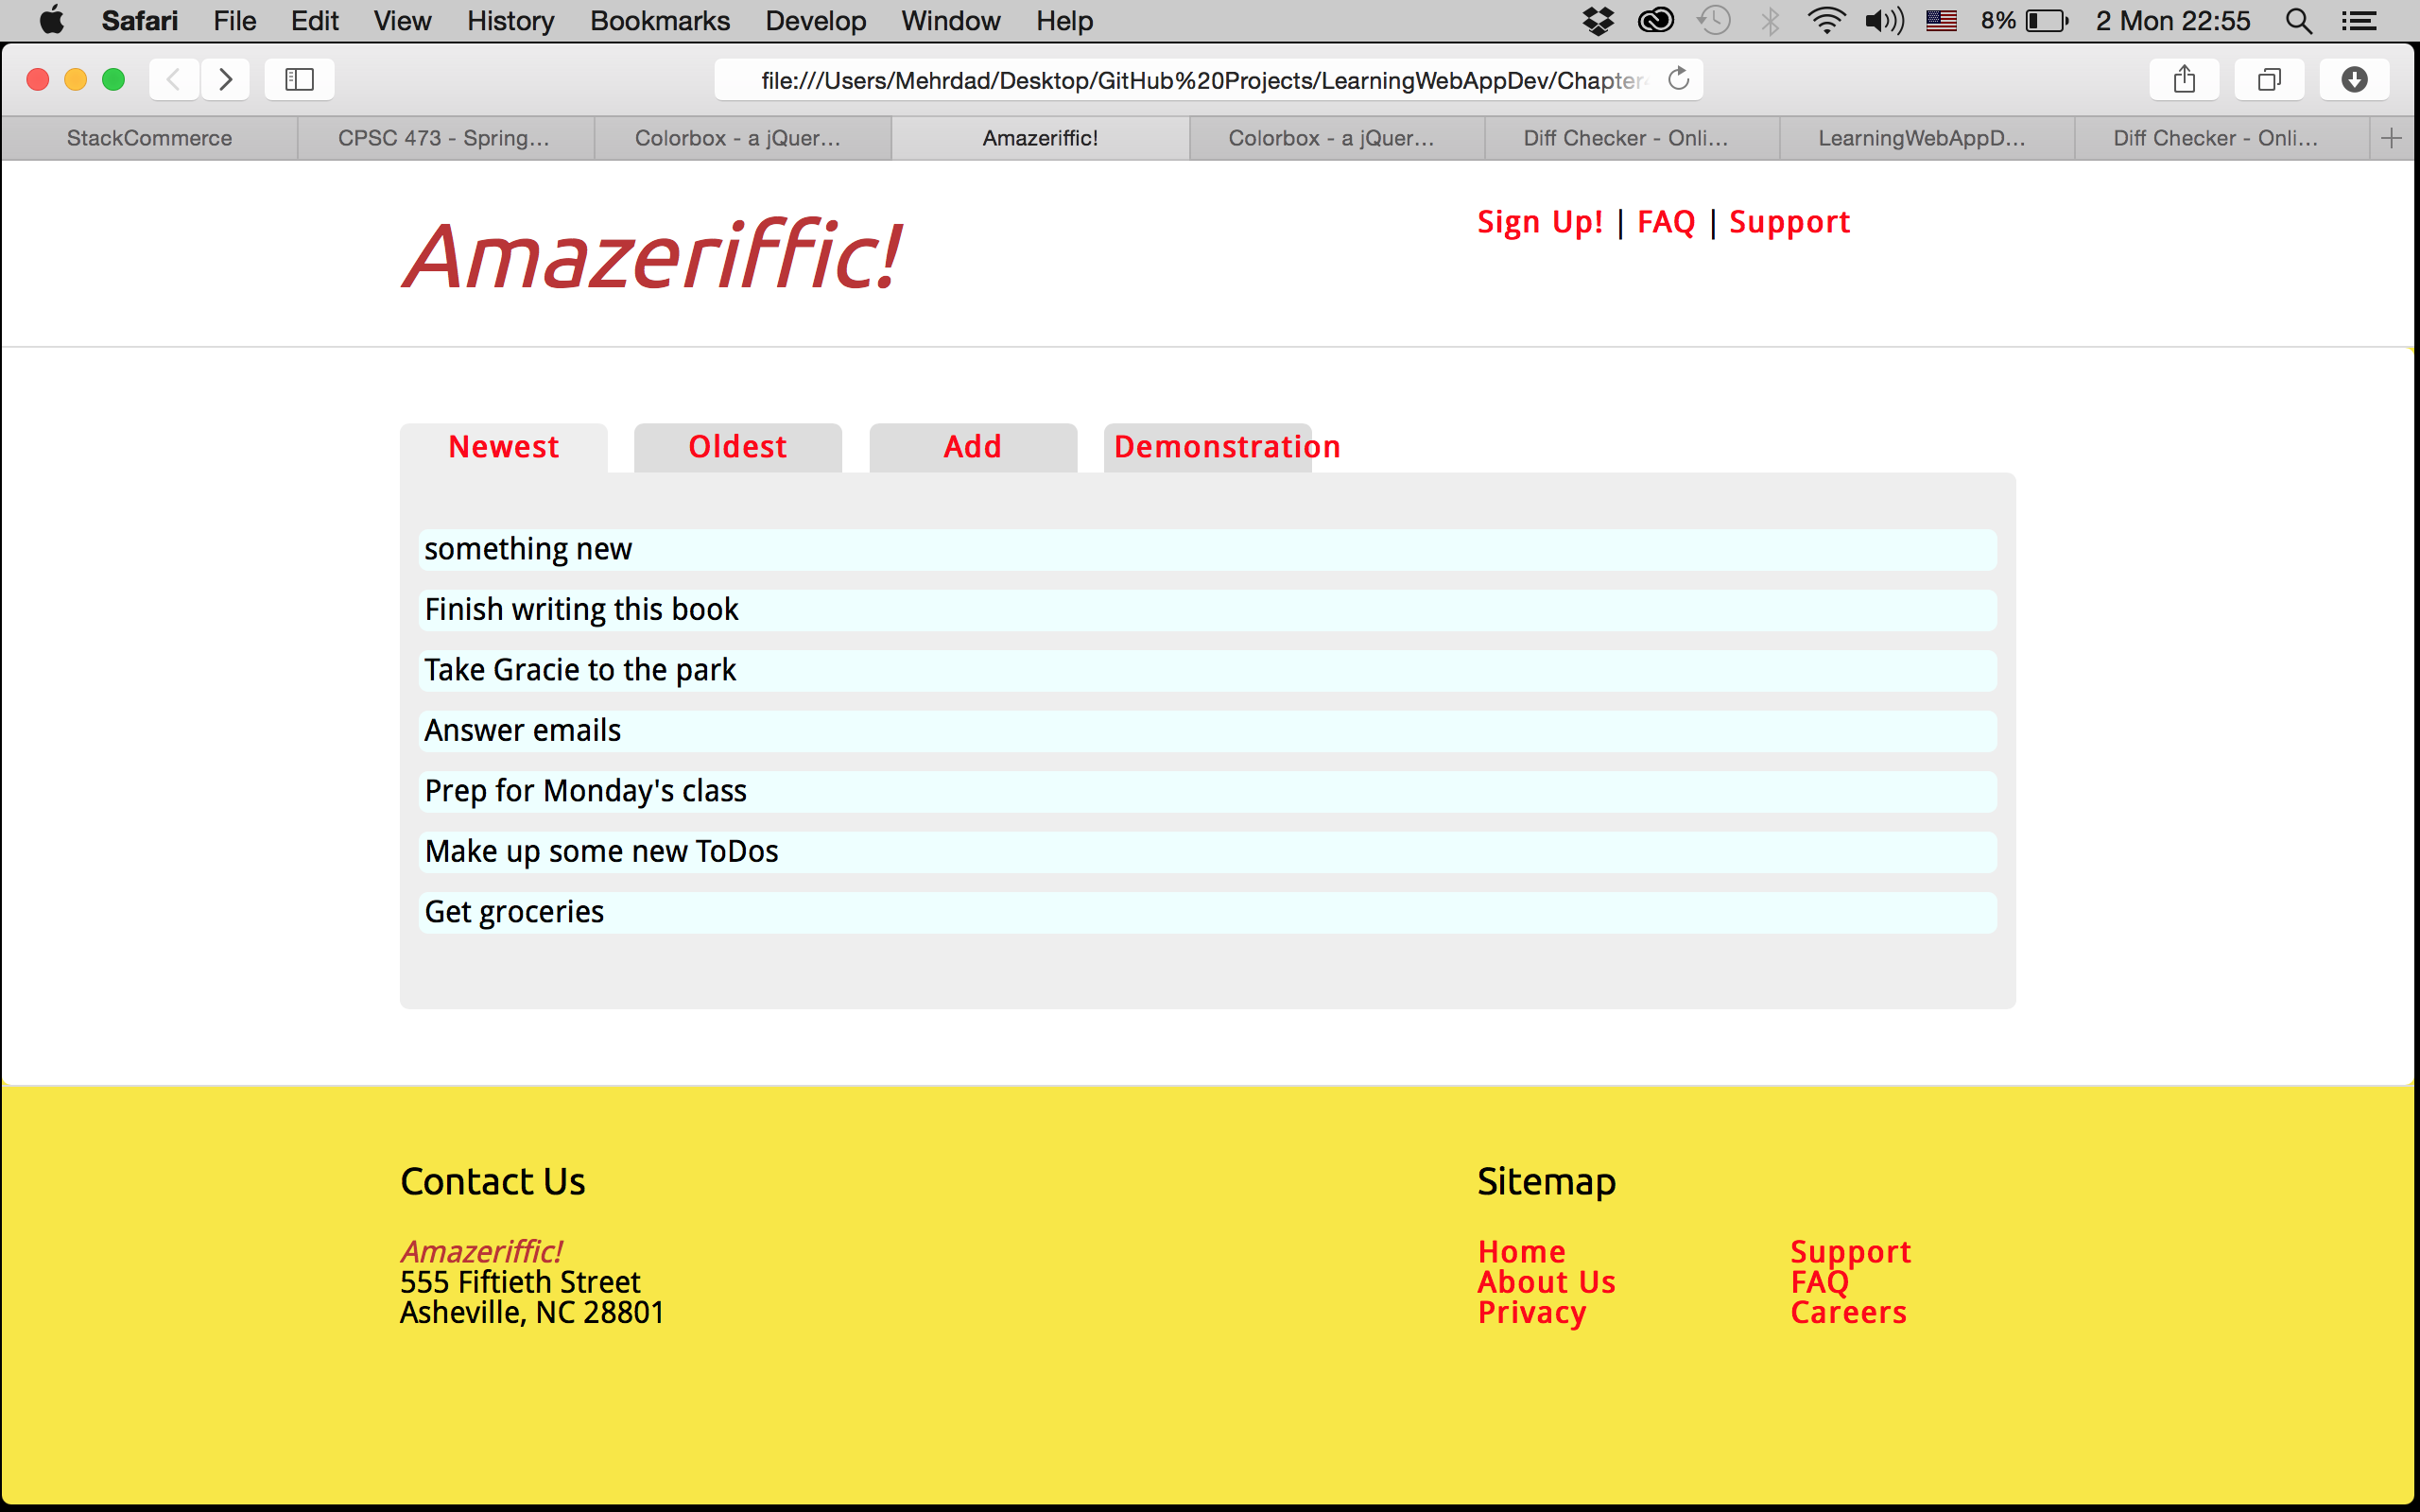 Safari File Edit View History Bookmarks Develop Window Help 8% 2 Mon 22:55
file:///Users/Mehrdad/Desktop/GitHub%20Projects/LearningWebAppDev/Chapter
StackCommerce CPSC 473 - Spring... Colorbox - a jQuer... Amazeriffic! Colorbox - a jQuer... Diff Checker - Onli... LearningWebAppD... Diff Checker - Onli...
Amazeriffic!
Sign Up! | FAQ | Support
Newest Oldest Add Demonstration
something new
Finish writing this book
Take Gracie to the park
Answer emails
Prep for Monday's class
Make up some new ToDos
Get groceries
Contact Us
Amazeriffic!
555 Fiftieth Street
Asheville, NC 28801
Sitemap
Home Support
About Us FAQ
Privacy Careers